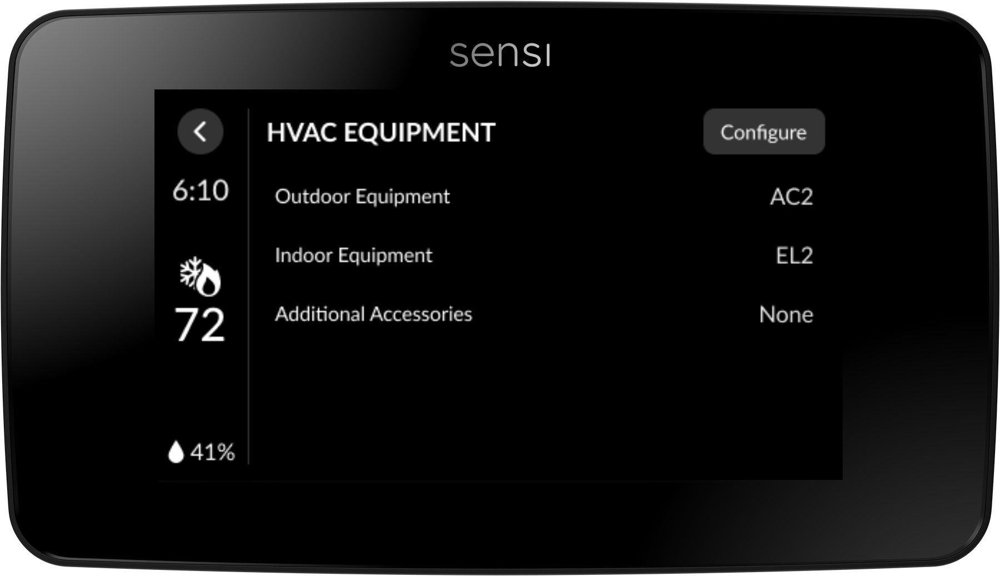 sensi
HVAC EQUIPMENT
Configure
6:10
Outdoor Equipment
AC2
Indoor Equipment
EL2
72
Additional Accessories
None
41%